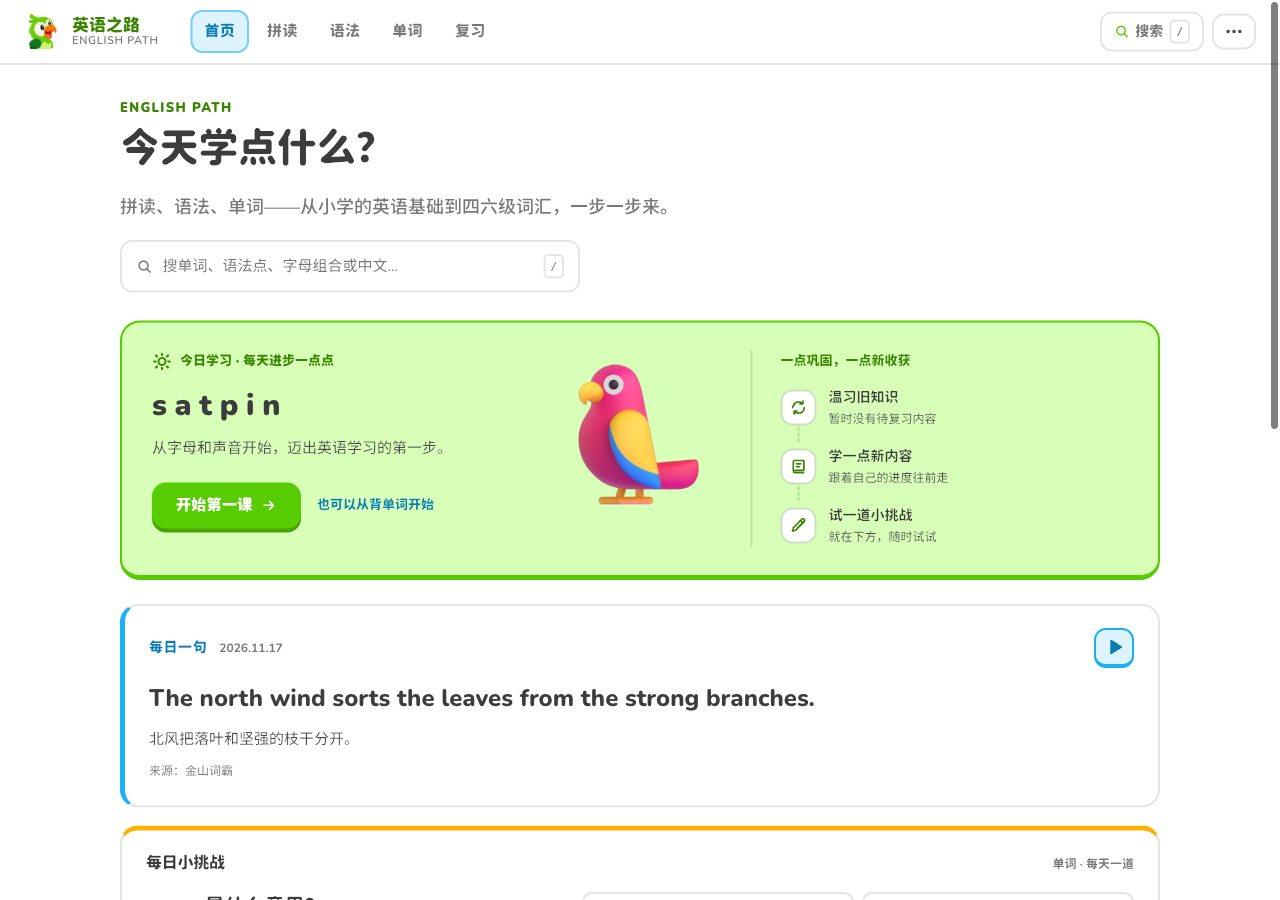 英语之路
ENGLISH PATH
首页 拼读 语法 单词 复习
搜索 /
ENGLISH PATH
今天学点什么?
拼读、语法、单词——从小学的英语基础到四六级词汇，一步一步来。
搜单词、语法点、字母组合或中文... /
今日学习 · 每天进步一点点
s a t p i n
从字母和声音开始，迈出英语学习的第一步。
开始第一课 →
也可以从背单词开始
一点巩固，一点新收获
温习旧知识
暂时没有待复习内容
学一点新内容
跟着自己的进度往前走
试一道小挑战
就在下方，随时试试
每日一句 2026.11.17
The north wind sorts the leaves from the strong branches.
北风把落叶和坚强的枝干分开。
来源：金山词霸
每日小挑战
单词 · 每天一道